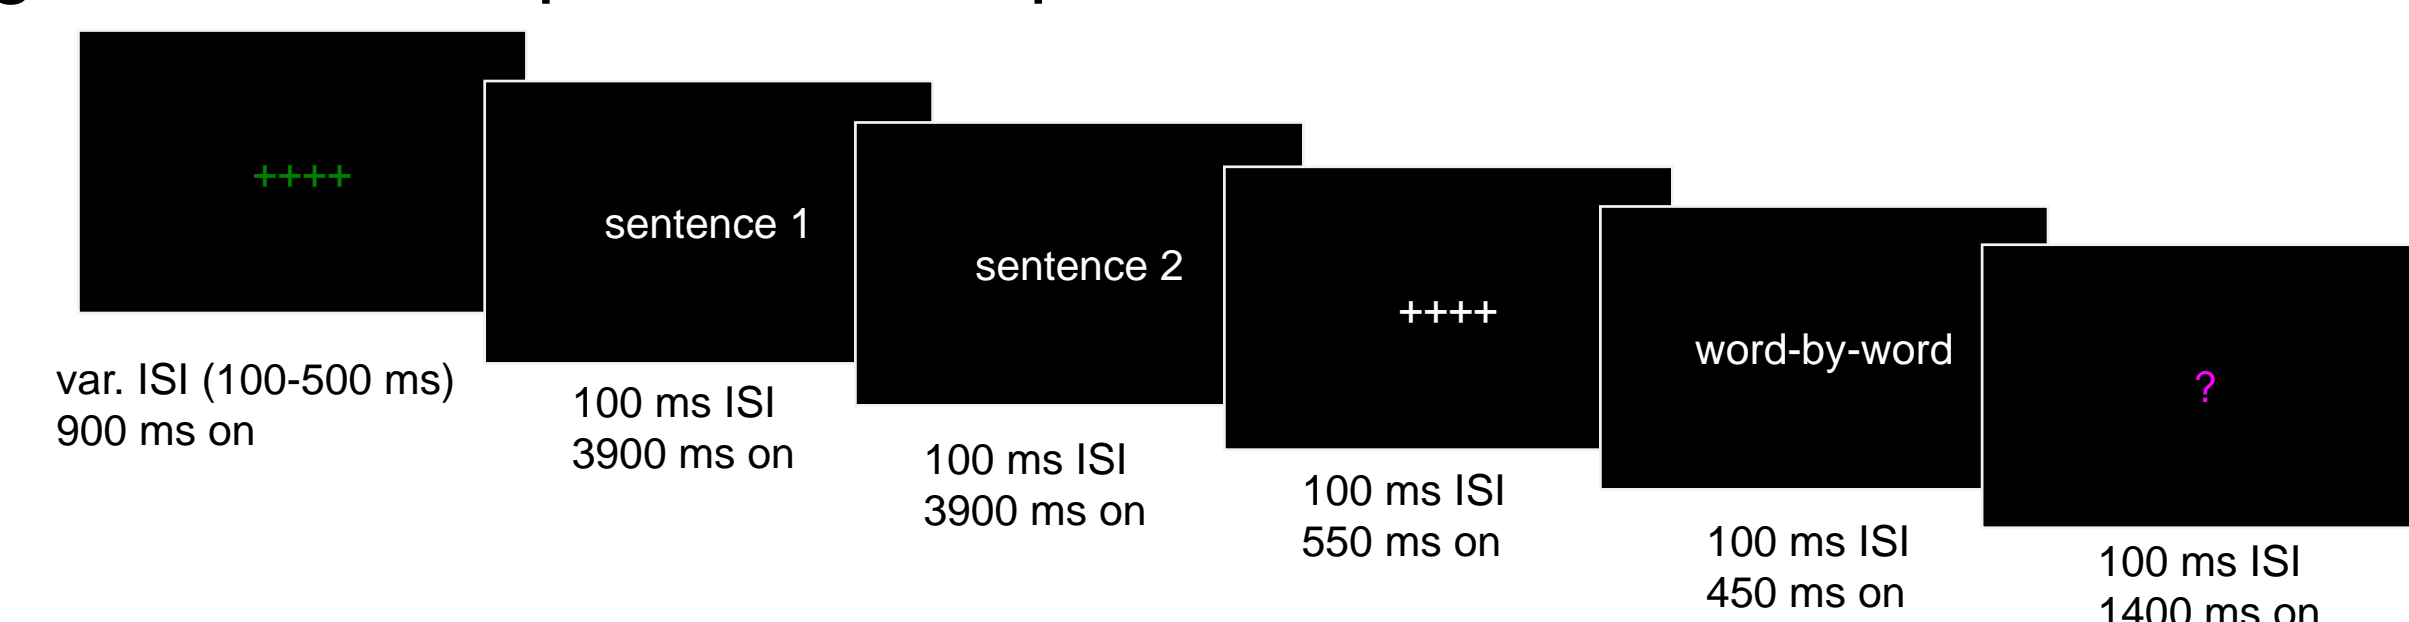 ++++
var. ISI (100-500 ms)
900 ms on
sentence 1
100 ms ISI
3900 ms on
sentence 2
100 ms ISI
3900 ms on
++++
100 ms ISI
550 ms on
word-by-word
100 ms ISI
450 ms on
?
100 ms ISI
1400 ms on